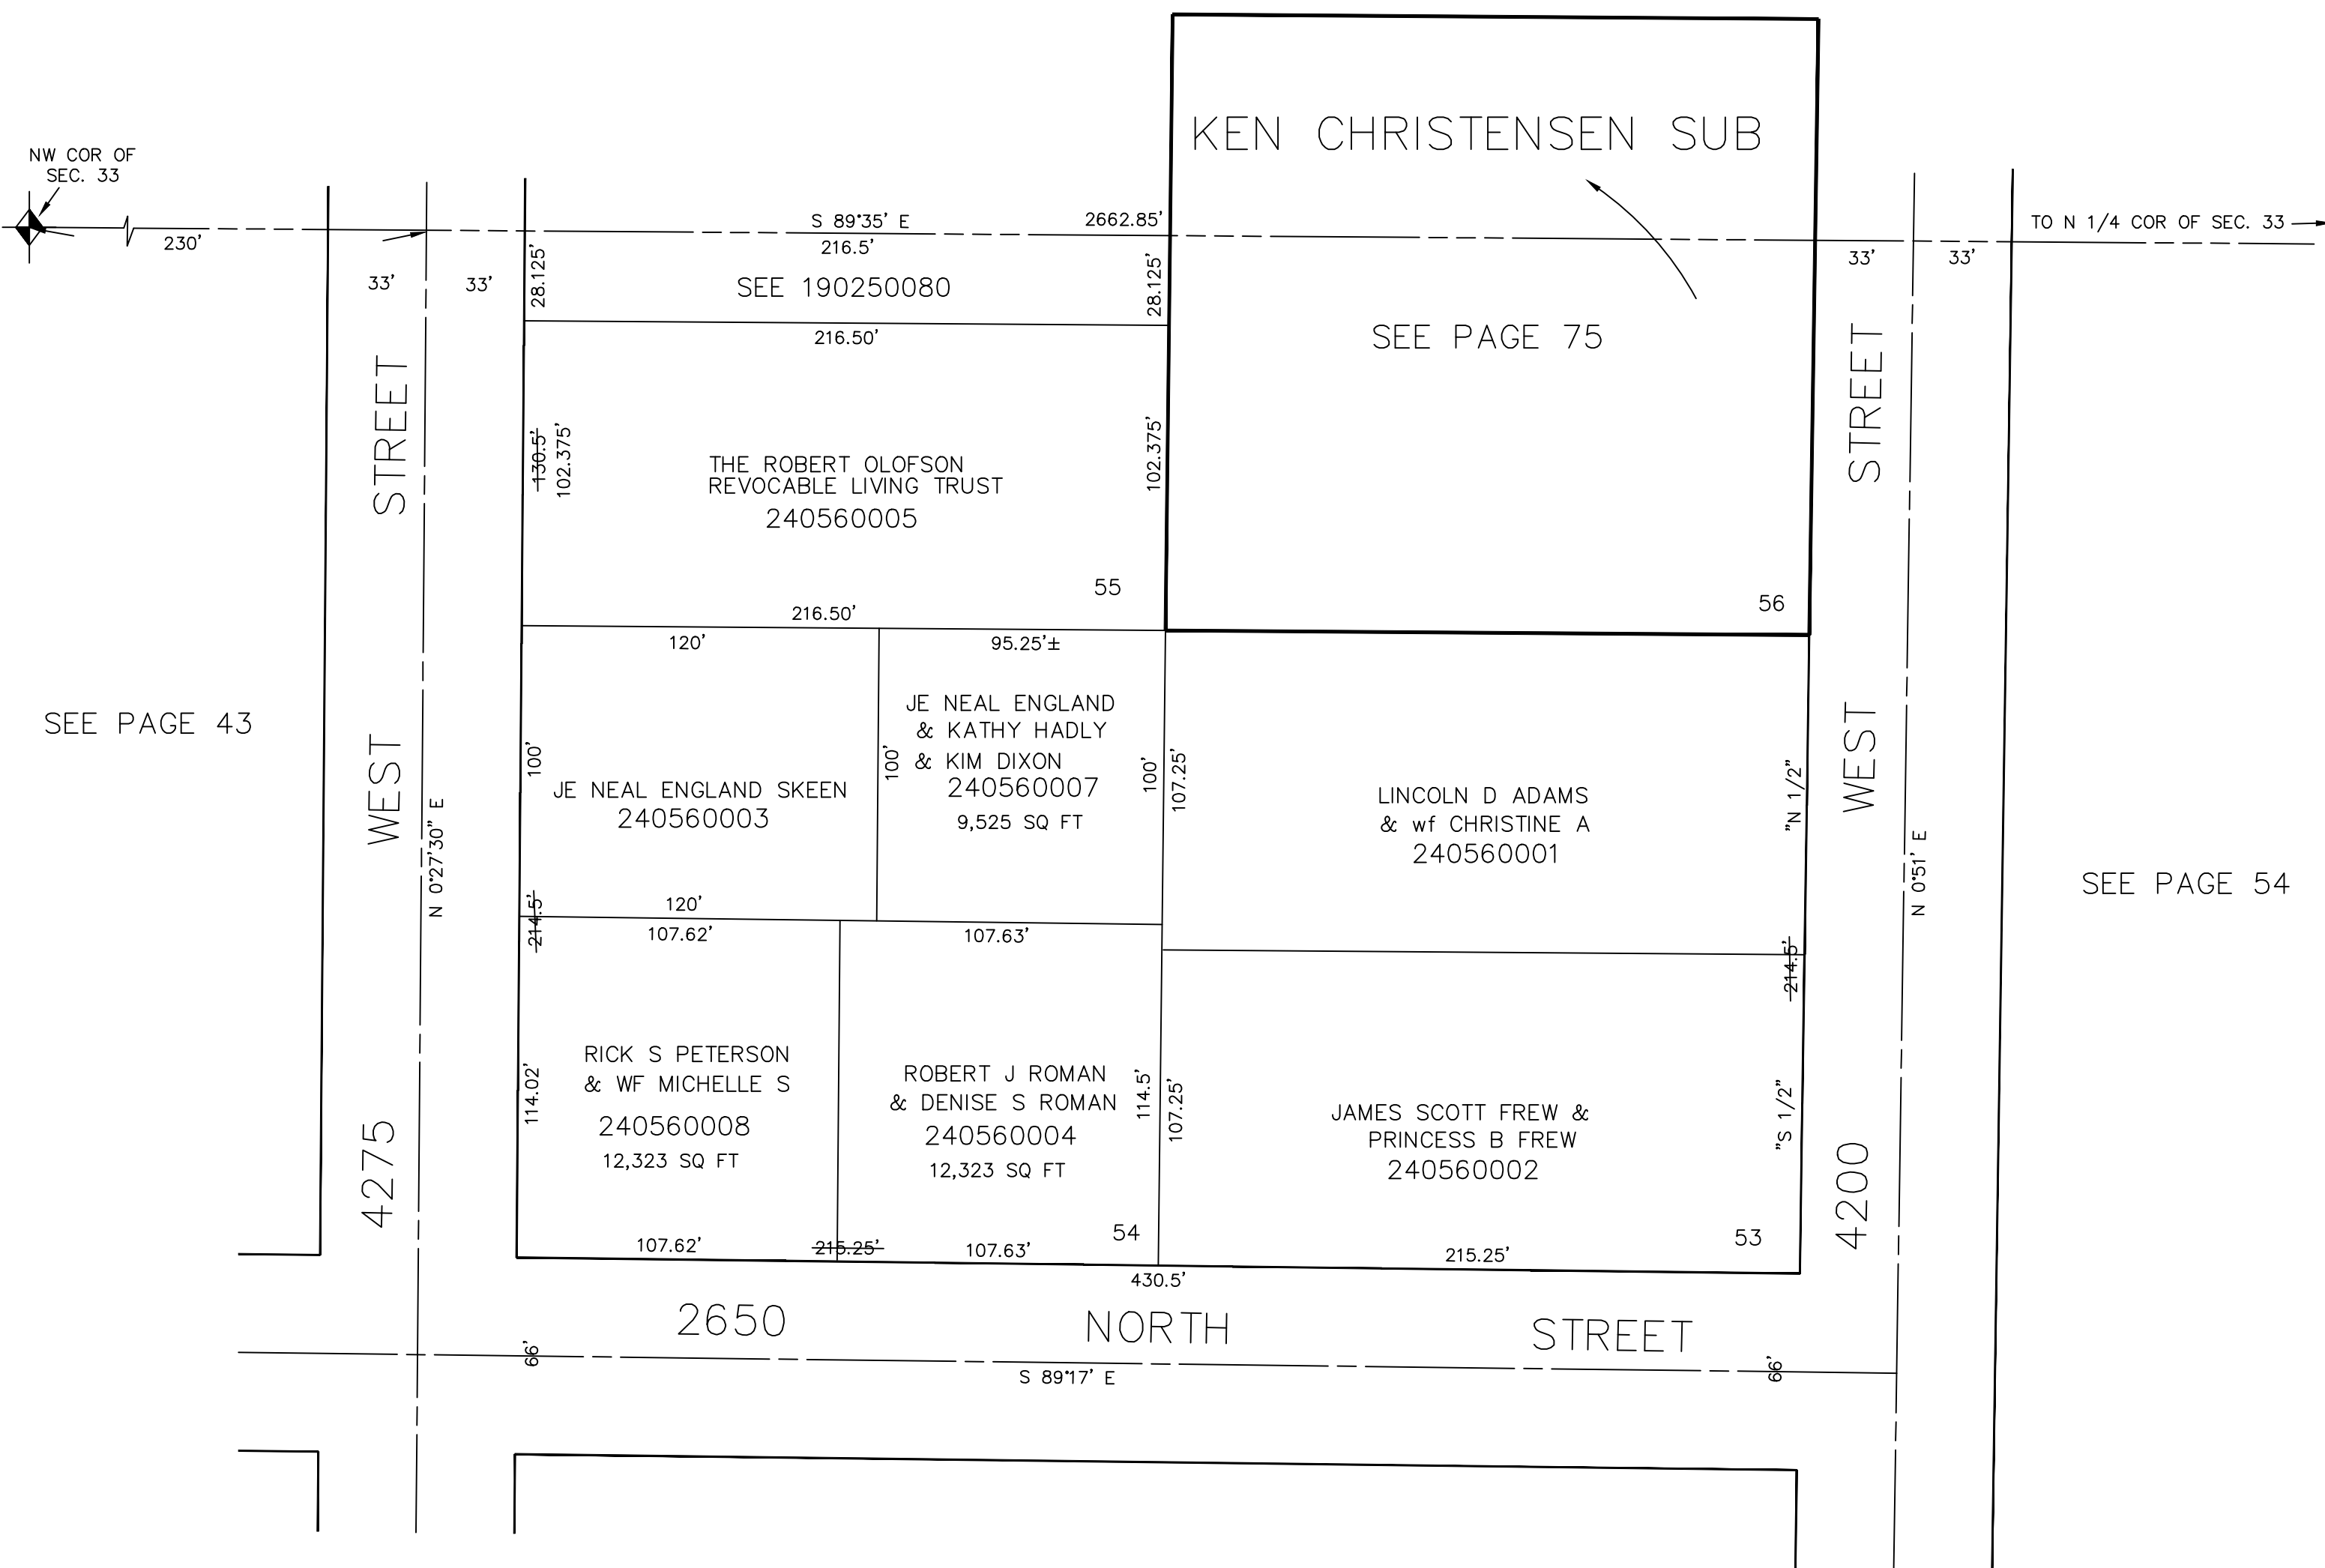 KEN CHRISTENSEN SUB
NW COR OF
SEC. 33
230'
S 89°35' E
2662.85'
216.5'
TO N 1/4 COR OF SEC. 33
33'
33'
33'
33'
28.125'
SEE 190250080
28.125'
216.50'
SEE PAGE 75
STREET
STREET
130.5'
102.375'
THE ROBERT OLOFSON
REVOCABLE LIVING TRUST
240560005
102.375'
55
56
216.50'
120'
95.25'±
SEE PAGE 43
WEST
WEST
100'
JE NEAL ENGLAND SKEEN
240560003
100'
JE NEAL ENGLAND
& KATHY HADLY
& KIM DIXON
240560007
9,525 SQ FT
100'
107.25'
LINCOLN D ADAMS
& wf CHRISTINE A
240560001
"N 1/2"
N 0°27'30" E
N 0°51' E
SEE PAGE 54
214.5'
120'
107.62'
107.63'
214.5'
114.02'
RICK S PETERSON
& WF MICHELLE S
240560008
12,323 SQ FT
ROBERT J ROMAN
& DENISE S ROMAN
240560004
12,323 SQ FT
114.5'
107.25'
JAMES SCOTT FREW &
PRINCESS B FREW
240560002
"S 1/2"
4275
4200
54
53
107.62'
215.25'
107.63'
215.25'
430.5'
2650 NORTH STREET
66'
66'
S 89°17' E